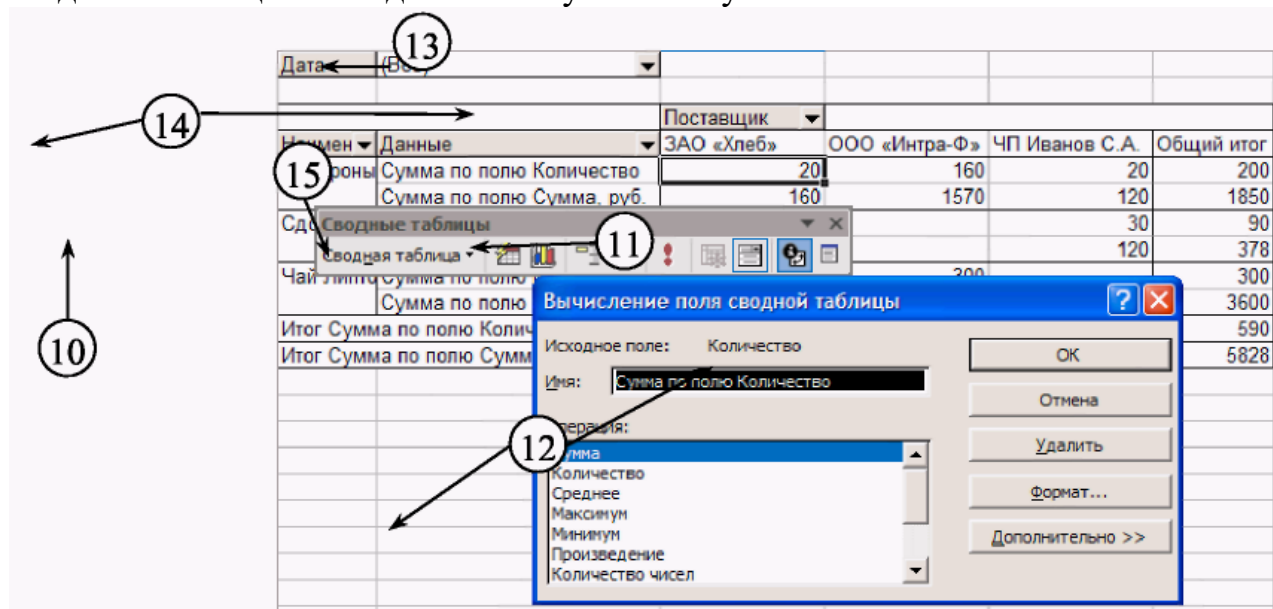 13
Дата
14
Поставщик
Данные ЗАО «Хлеб» ООО «Интра-Ф» ЧП Иванов С.А. Общий итог
15 Сумма по полю Количество 20 160 20 200
Сумма по полю Сумма, руб. 160 1570 120 1850
Сводные таблицы 30 90
Сводная таблица 11 120 378
Чай 300 300
Сумма по полю 3600
Вычисление поля сводной таблицы
Итог Сумма по полю 590
Итог Сумма по полю 5828
10
Исходное поле: Количество OK
Имя: Сумма по полю Количество
Отмена
12
Удалить
Количество
Среднее Формат...
Максимум
Минимум Дополнительно >>
Произведение
Количество чисел